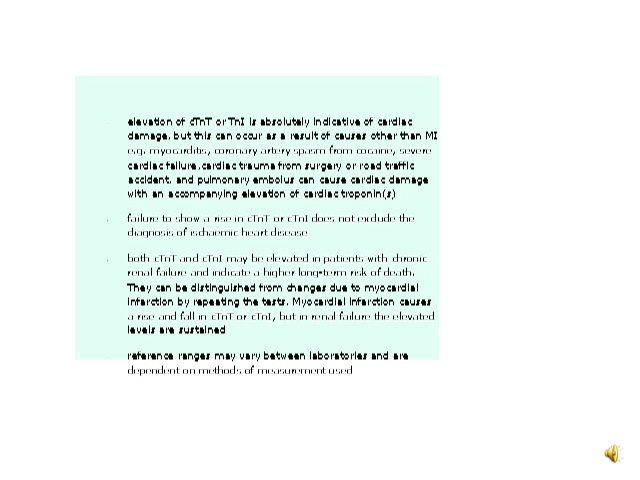 elevation of cTnT or TnI is absolutely indicative of cardiac
damage, but this can occur as a result of causes other than MI
e.g. myocarditis, coronary artery spasm from cocaine, severe
cardiac failure,cardiac trauma from surgery or road traffic
accident, and pulmonary embolus can cause cardiac damage
with an accompanying elevation of cardiac troponin(s)
failure to show a rise in cTnT or cTnI does not exclude the
diagnosis of ischaemic heart disease
both cTnT and cTnI may be elevated in patients with chronic
renal failure and indicate a higher long-term risk of death.
They can be distinguished from changes due to myocardial
infarction by repeating the tests. Myocardial infarction causes
a rise and fall in cTnT or cTnI, but in renal failure the elevated
levels are sustained
reference ranges may vary between laboratories and are
dependent on methods of measurement used